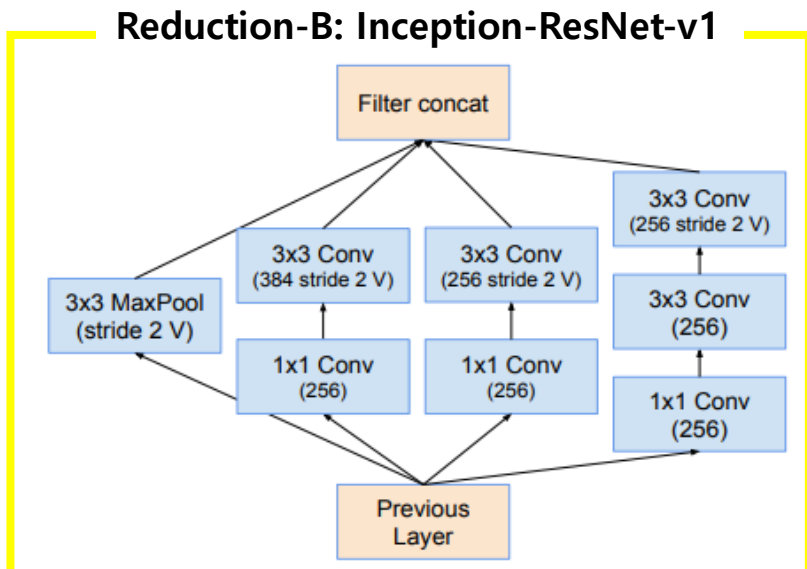 Reduction-B: Inception-ResNet-v1
Filter concat
3x3 Conv
(256 stride 2 V)
3x3 Conv
(384 stride 2 V)
3x3 Conv
(256 stride 2 V)
3x3 MaxPool
(stride 2 V)
3x3 Conv
(256)
1x1 Conv
(256)
1x1 Conv
(256)
1x1 Conv
(256)
Previous
Layer